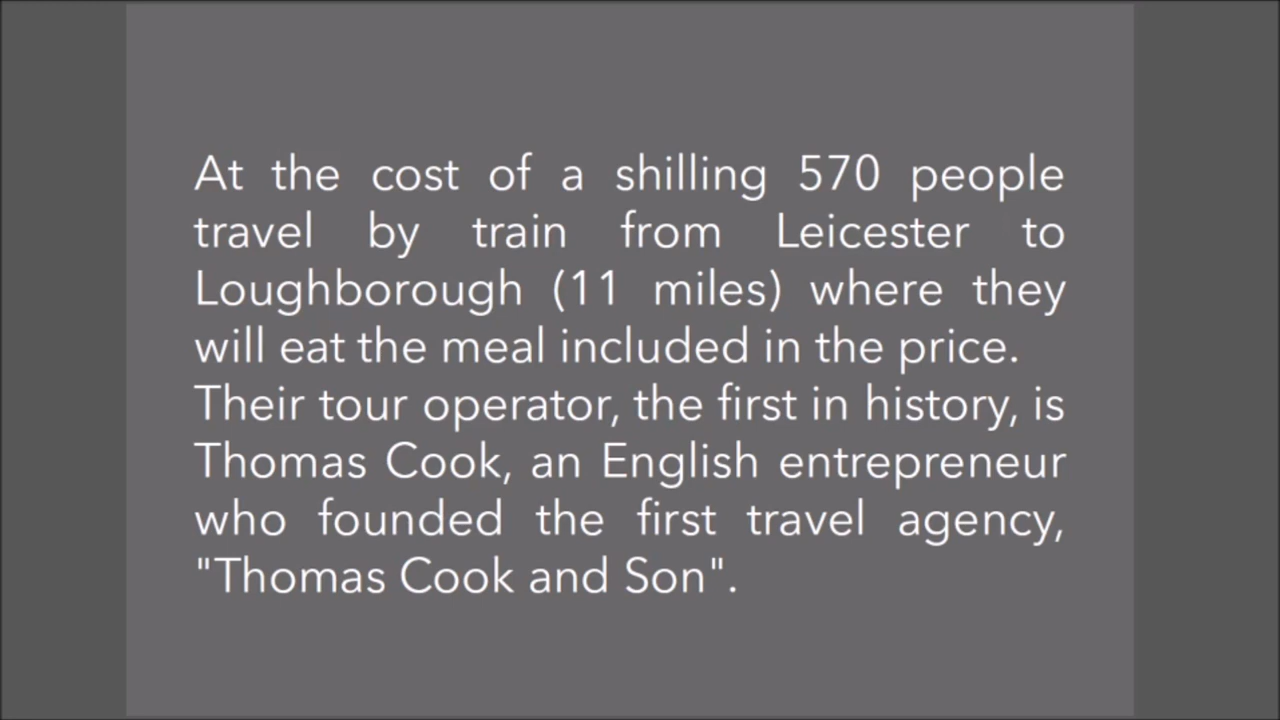 At the cost of a shilling 570 people
travel by train from Leicester to
Loughborough (11 miles) where they
will eat the meal included in the price.
Their tour operator, the first in history, is
Thomas Cook, an English entrepreneur
who founded the first travel agency,
"Thomas Cook and Son".